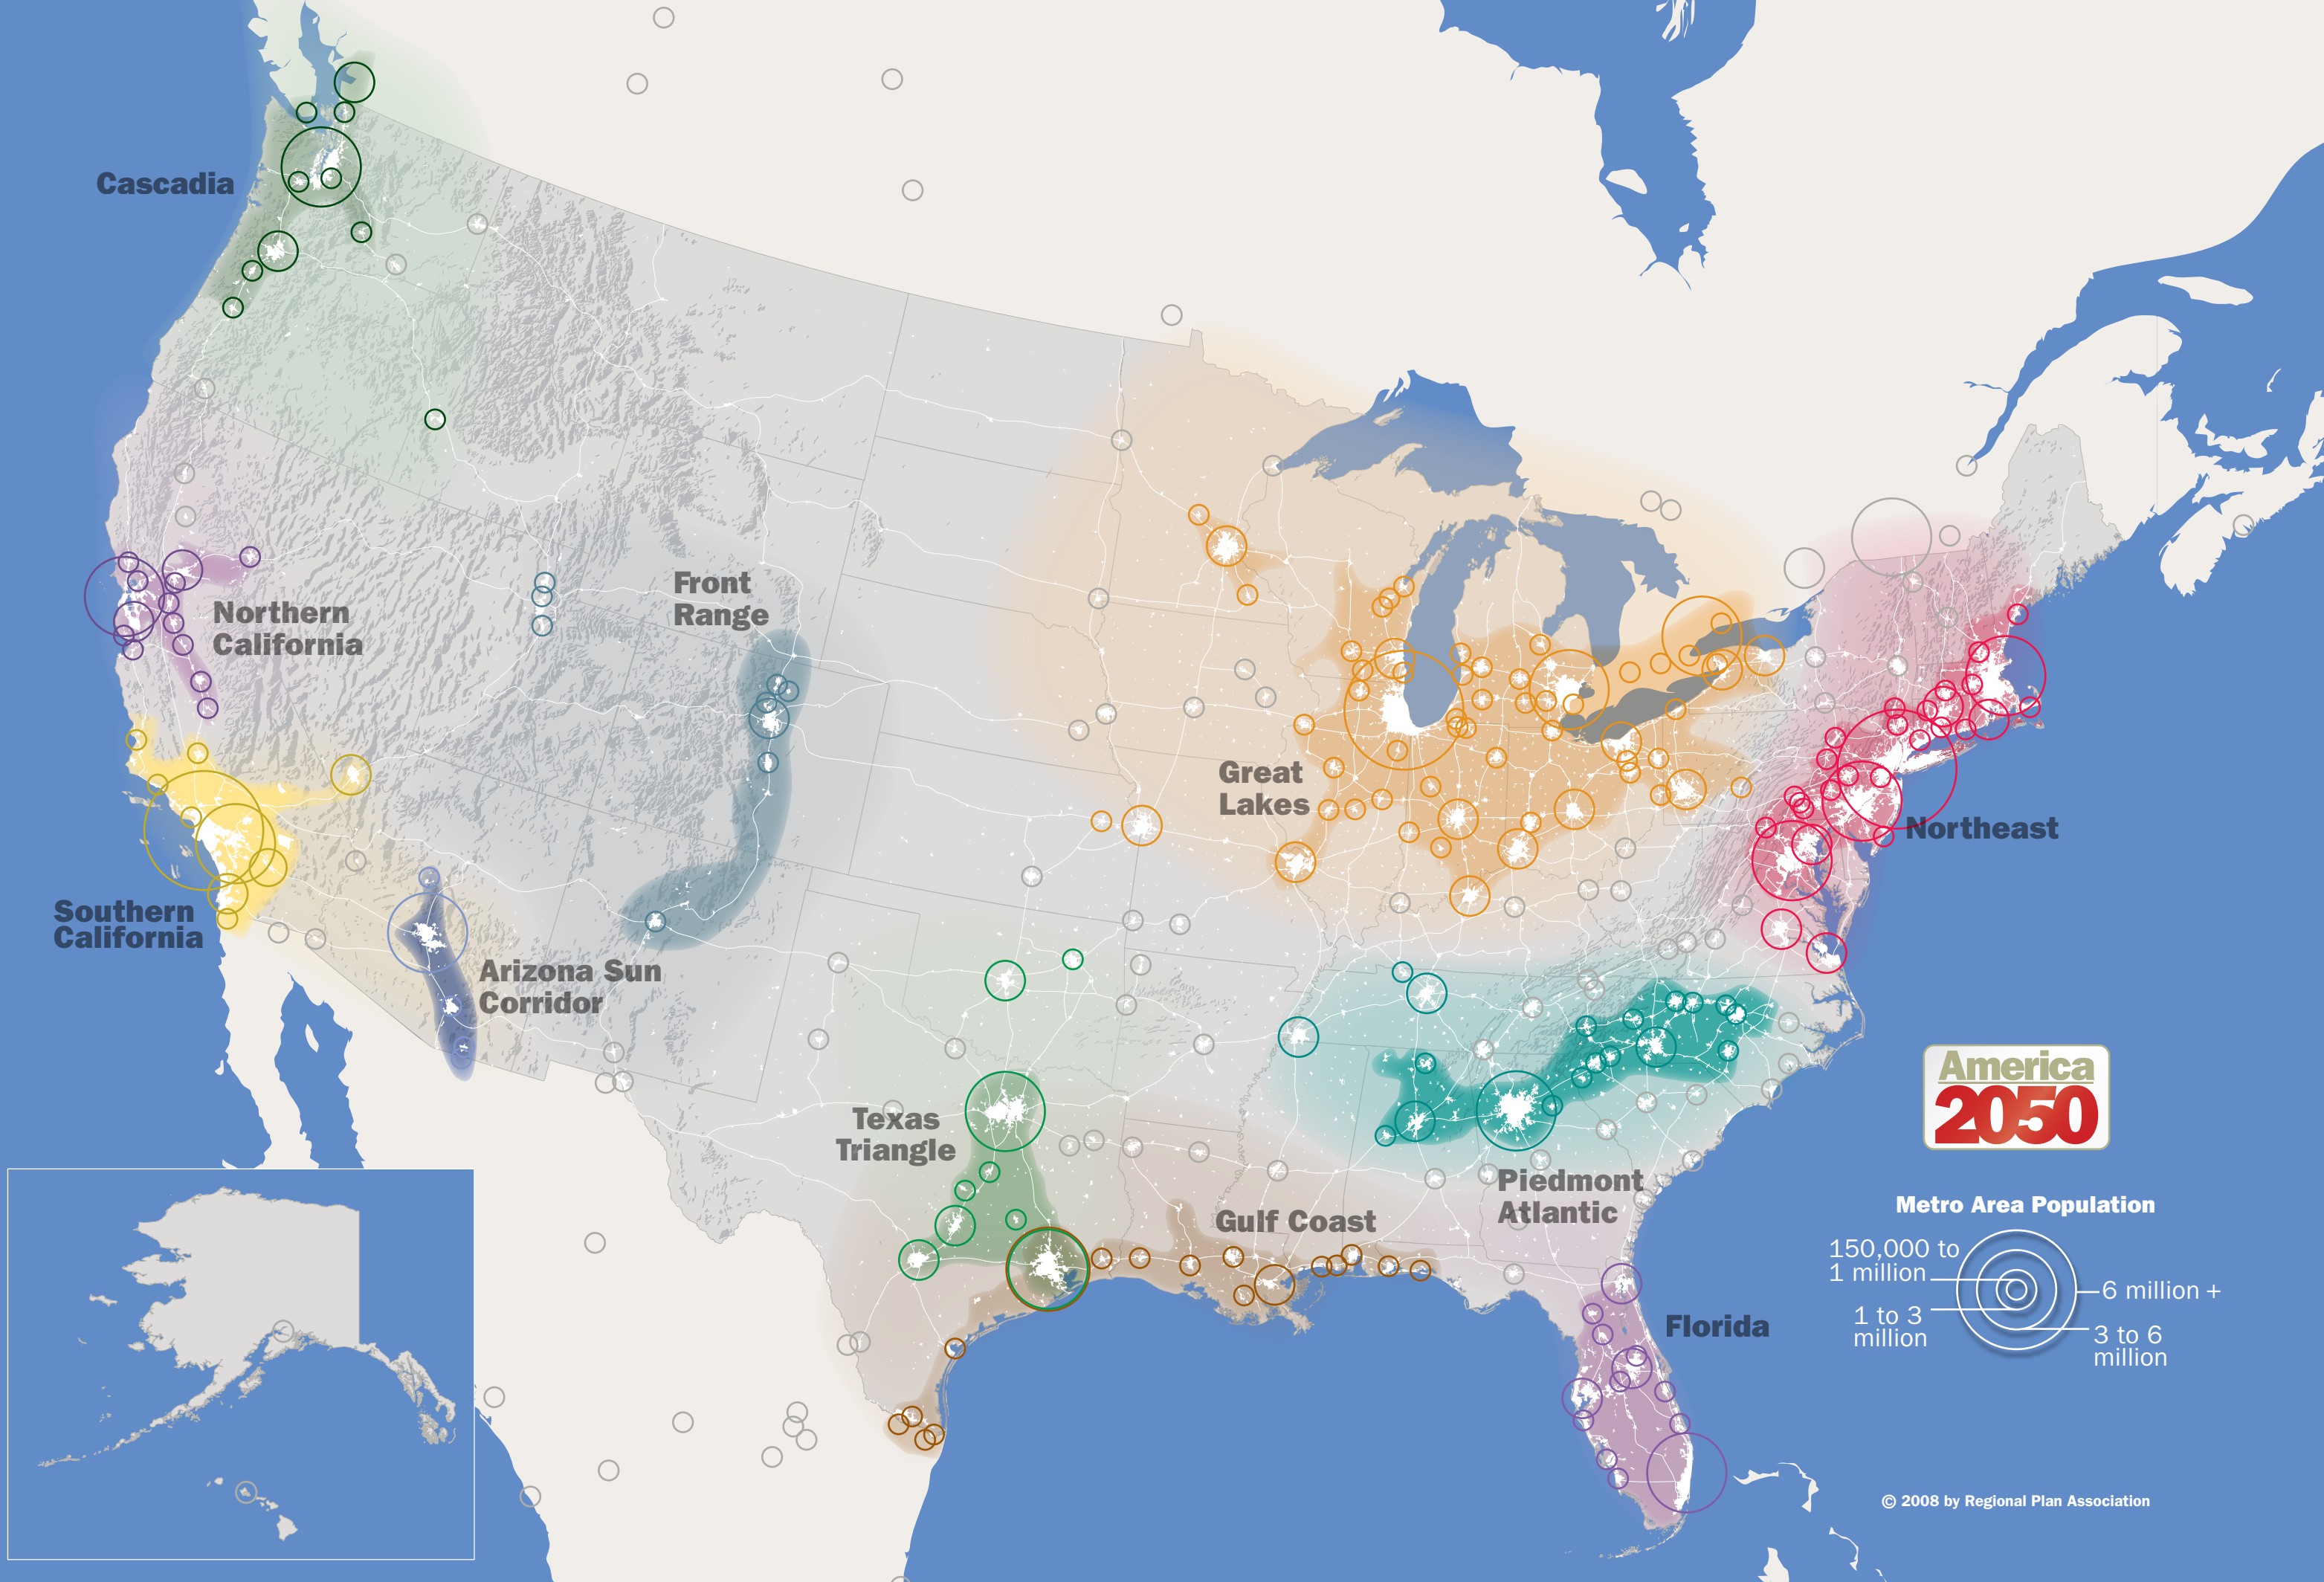 Cascadia
Northern
California
Front
Range
Great
Lakes
Northeast
Southern
California
Arizona Sun
Corridor
Texas
Triangle
Gulf Coast
Piedmont
Atlantic
Florida
America
2050
Metro Area Population
150,000 to
1 million
6 million +
1 to 3
million
3 to 6
million
© 2008 by Regional Plan Association